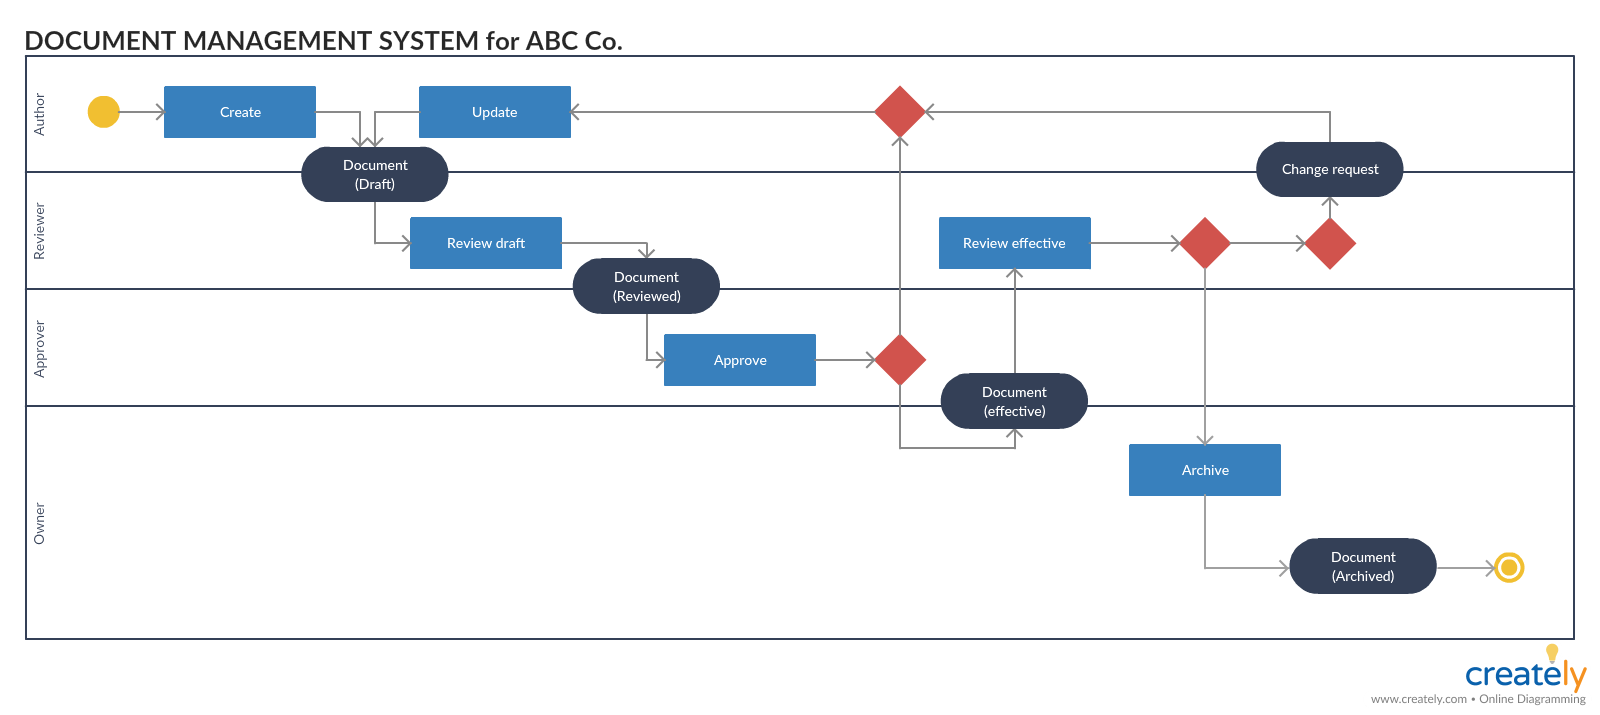 DOCUMENT MANAGEMENT SYSTEM for ABC Co.
Author
Create
Update
Document
(Draft)
Change request
Reviewer
Review draft
Review effective
Document
(Reviewed)
Approver
Approve
Document
(effective)
Owner
Archive
Document
(Archived)
creately
www.creately.com • Online Diagramming